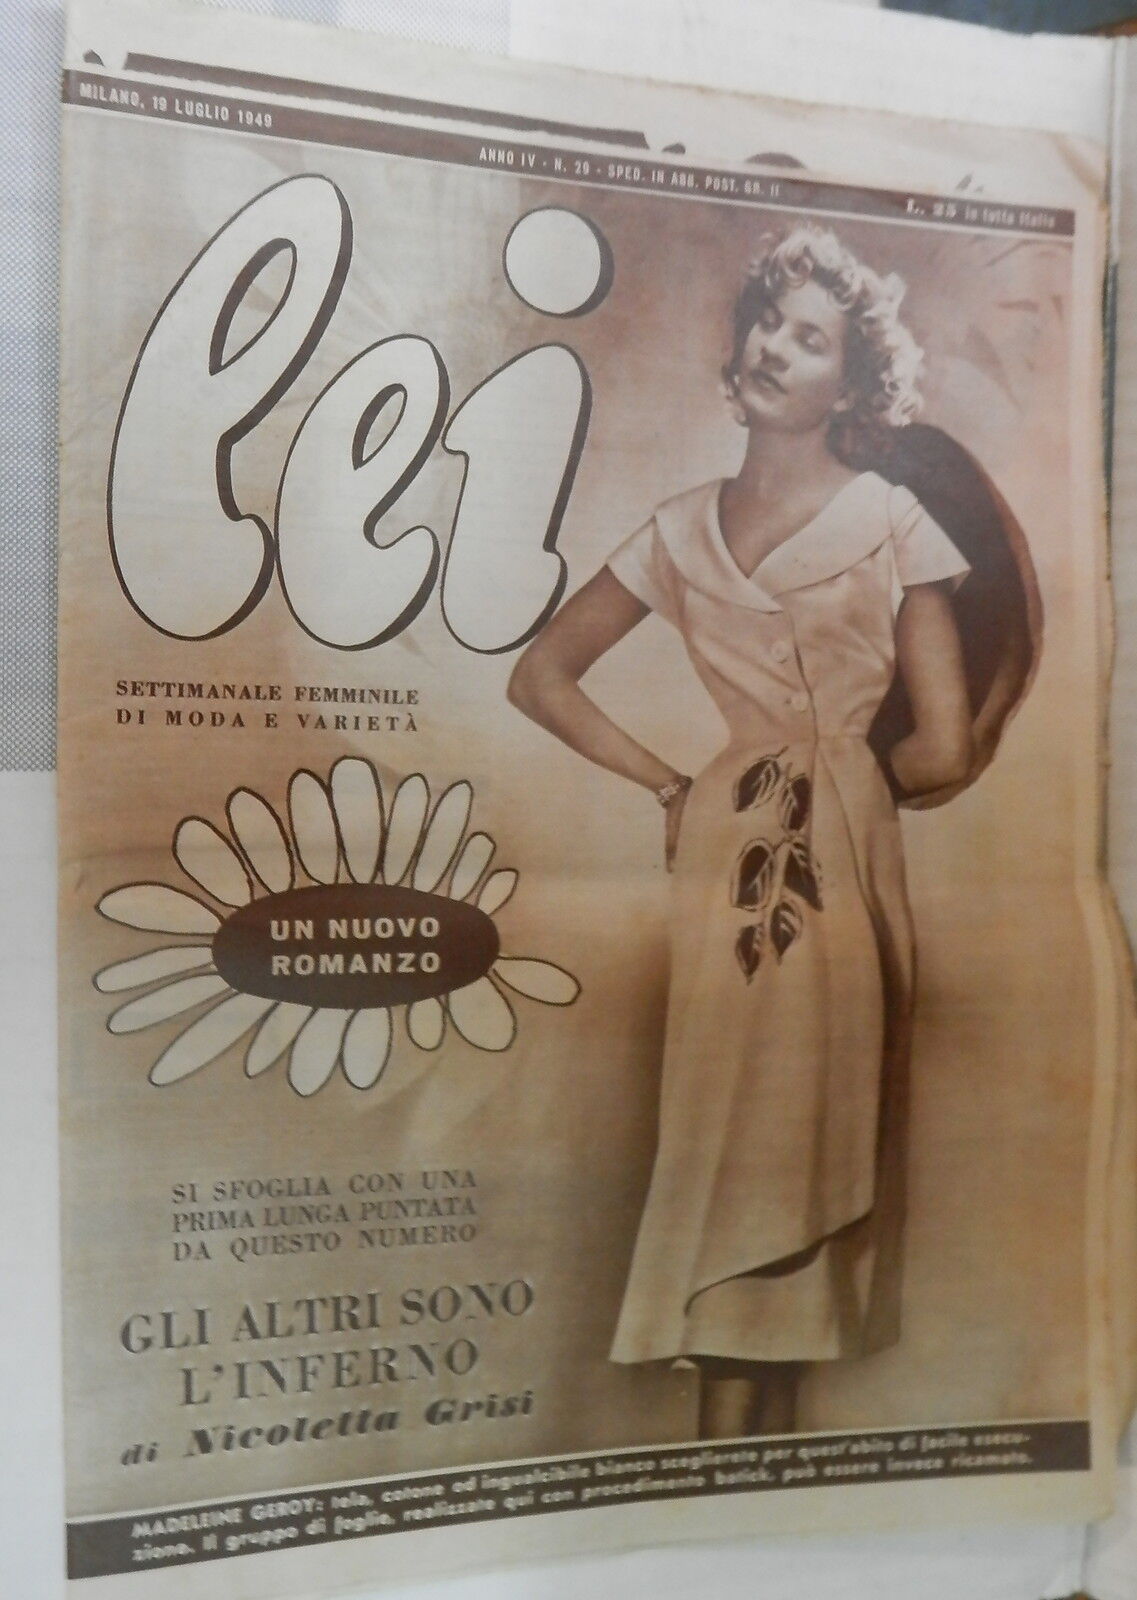 MILANO, 19 LUGLIO 1949
ANNO IV - N. 29 - SPED. IN ABB. POST. GR. II
L. 25 in tutta Italia
lei
SETTIMANALE FEMMINILE
DI MODA E VARIETÀ
UN NUOVO
ROMANZO
SI SFOGLIA CON UNA
PRIMA LUNGA PUNTATA
DA QUESTO NUMERO
GLI ALTRI SONO
L'INFERNO
di Nicoletta Grisi
MADELEINE GEROY: tela, cotone od ingualcibile bianco sceglierete per quest'abito di facile esecu-
zione. Il gruppo di foglie, realizzate qui con procedimento batick, può essere invece ricamato.